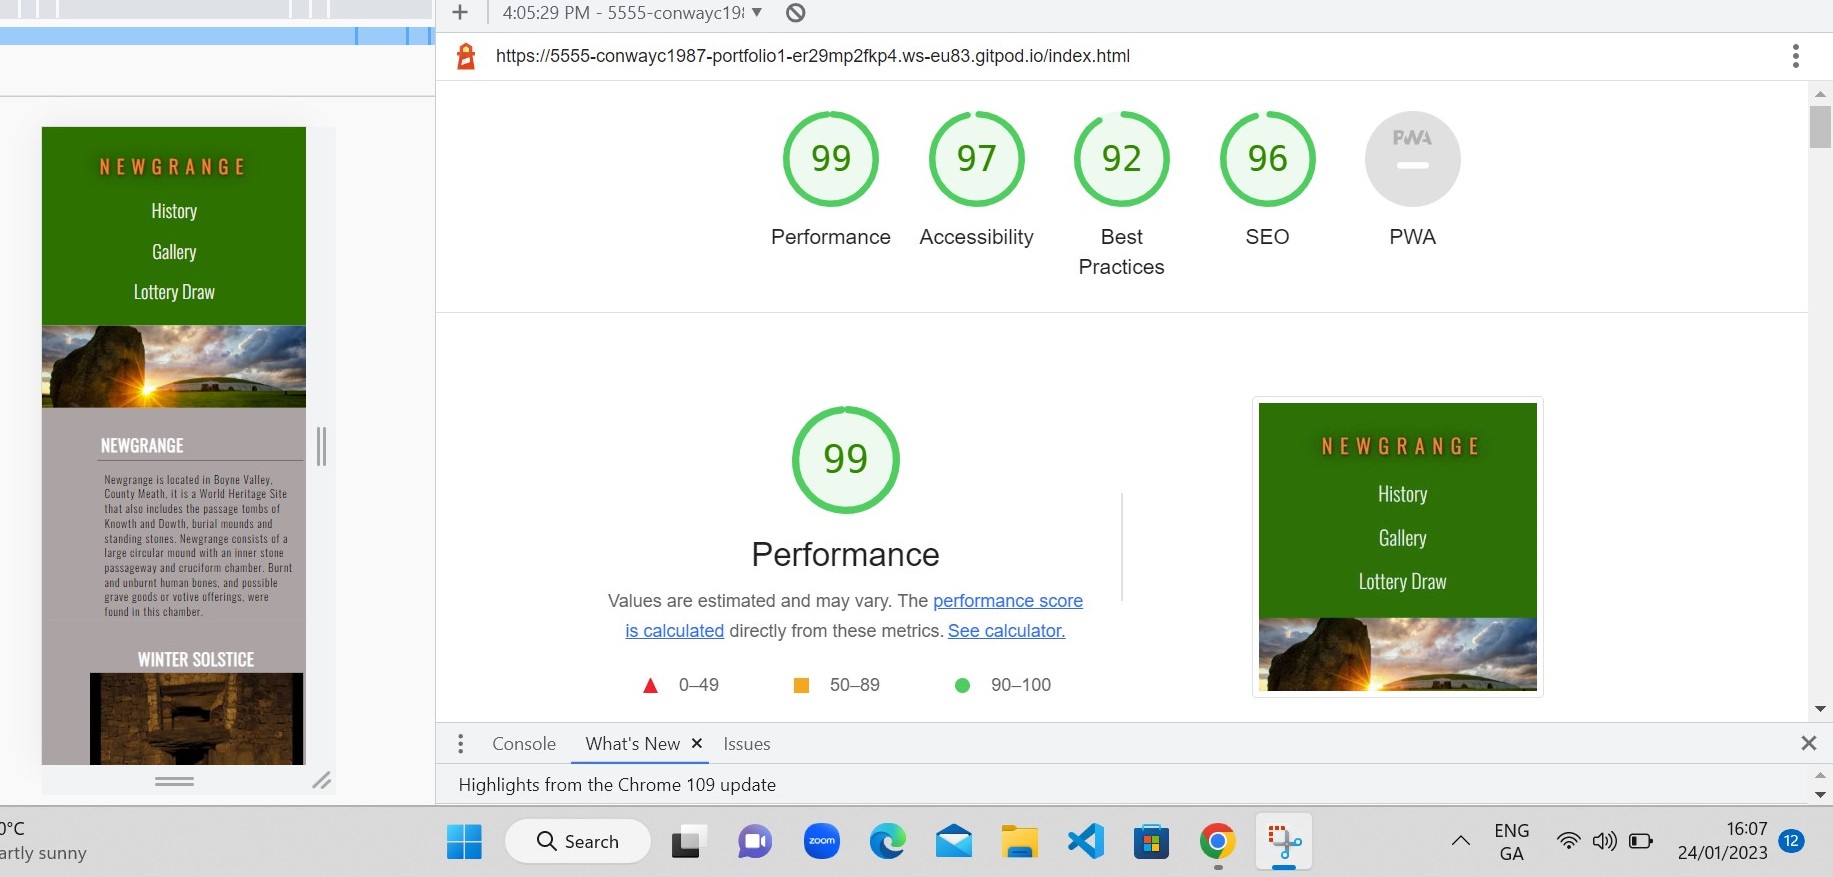 4:05:29 PM - 5555-conwayc198
https://5555-conwayc1987-portfolio1-er29mp2fkp4.ws-eu83.gitpod.io/index.html
NEWGRANGE
History
Gallery
Lottery Draw
NEWGRANGE
Newgrange is located in Boyne Valley,
County Meath, it is a World Heritage Site
that also includes the passage tombs of
Knowth and Dowth, burial mounds and
standing stones. Newgrange consists of a
large circular mound with an inner stone
passageway and cruciform chamber. Burnt
and unburnt human bones, and possible
grave goods or votive offerings, were
found in this chamber.
WINTER SOLSTICE
99
97
92
96
PWA
Performance
Accessibility
Best
Practices
SEO
PWA
99
Performance
Values are estimated and may vary. The performance score
is calculated directly from these metrics. See calculator.
0–49
50–89
90–100
NEWGRANGE
History
Gallery
Lottery Draw
Console
What's New
Issues
Highlights from the Chrome 109 update
0°C
artly sunny
Search
zoom
ENG
GA
16:07
24/01/2023
12